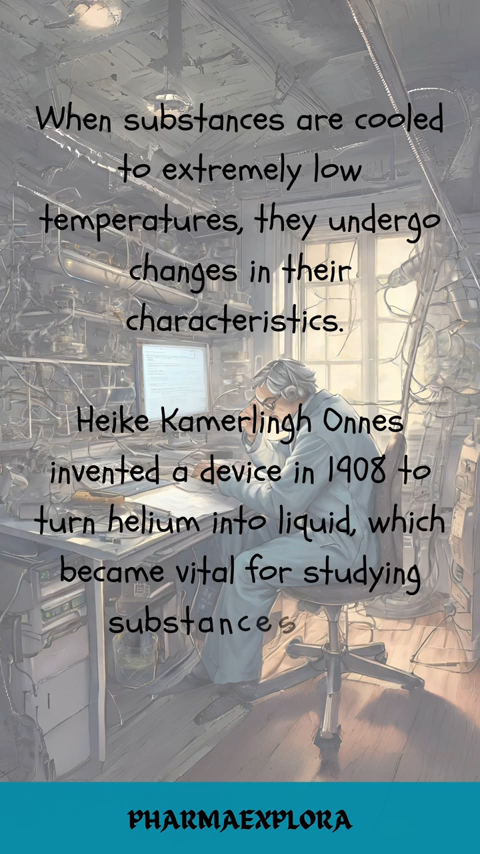 When substances are cooled
to extremely low
temperatures, they undergo
changes in their
characteristics.
Heike Kamerlingh Onnes
invented a device in 1908 to
turn helium into liquid, which
became vital for studying
substances
PHARMAEXPLORA